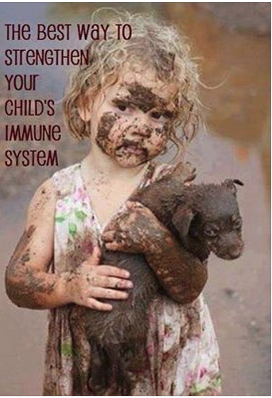 THE BEST WAY TO
STRENGTHEN
YOUR
CHILD'S
IMMUNE
SYSTEM